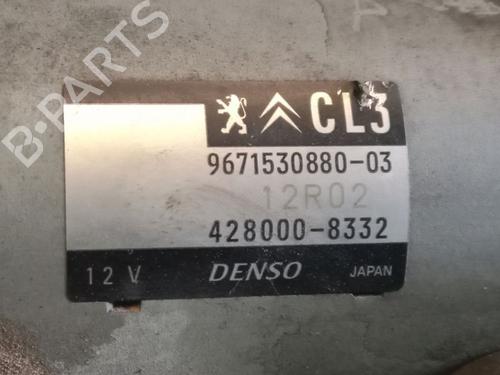 B-PARTS
CL3
9671530880-03
12R02
428000-8332
12 V DENSO JAPAN